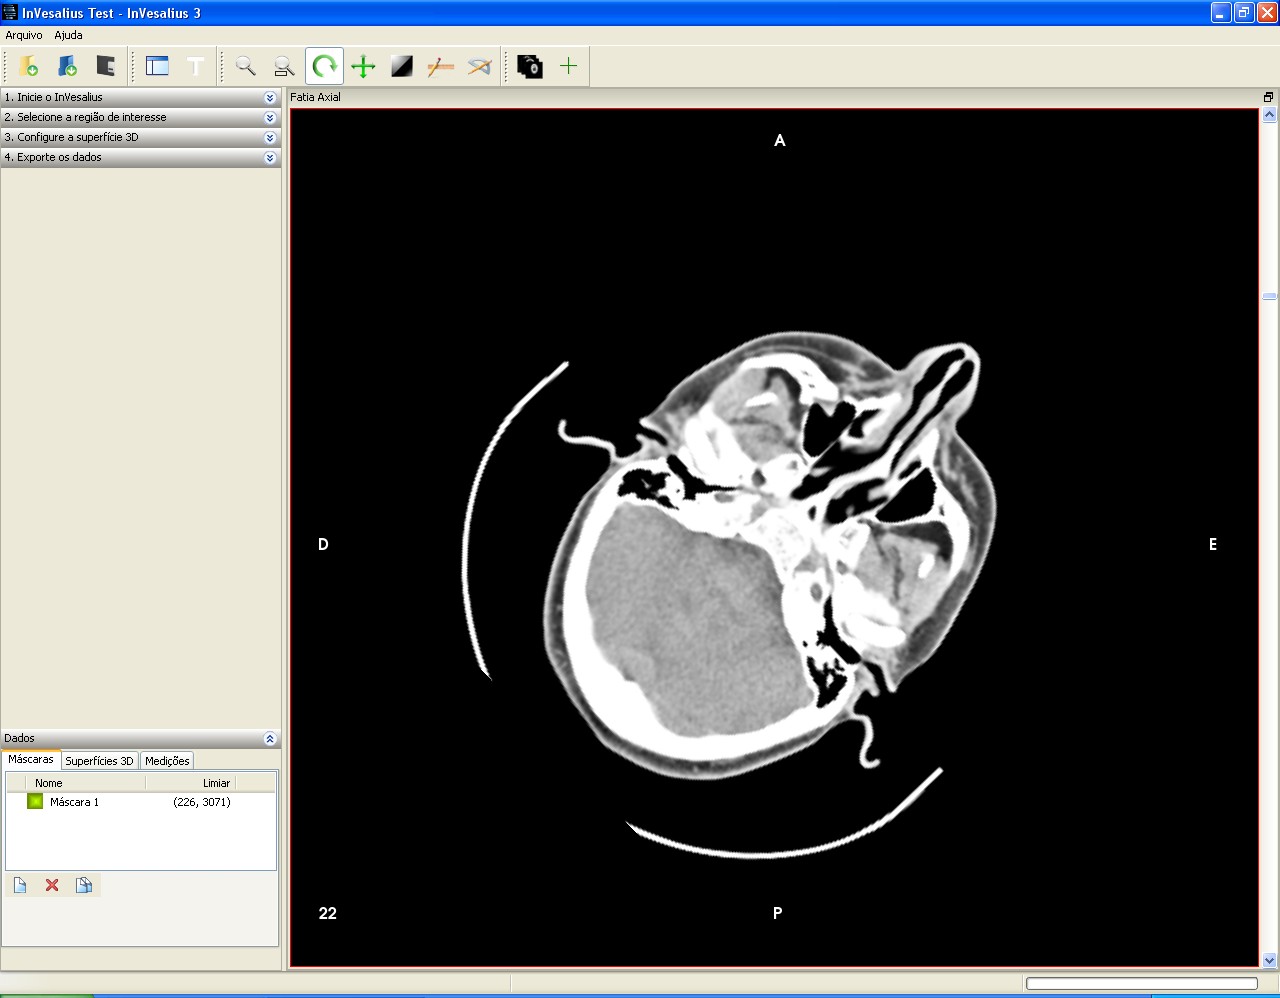 InVesalius Test - InVesalius 3
Arquivo Ajuda
1. Inicie o InVesalius
2. Selecione a região de interesse
3. Configure a superfície 3D
4. Exporte os dados
Fatia Axial
A
D
E
22
P
Dados
Máscaras Superfícies 3D Medições
Nome Limiar
Máscara 1 (226, 3071)